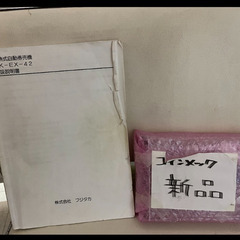 式自動券売機
K-EX-42
扱説明書
株式会社 フジタカ
コインメック
新品